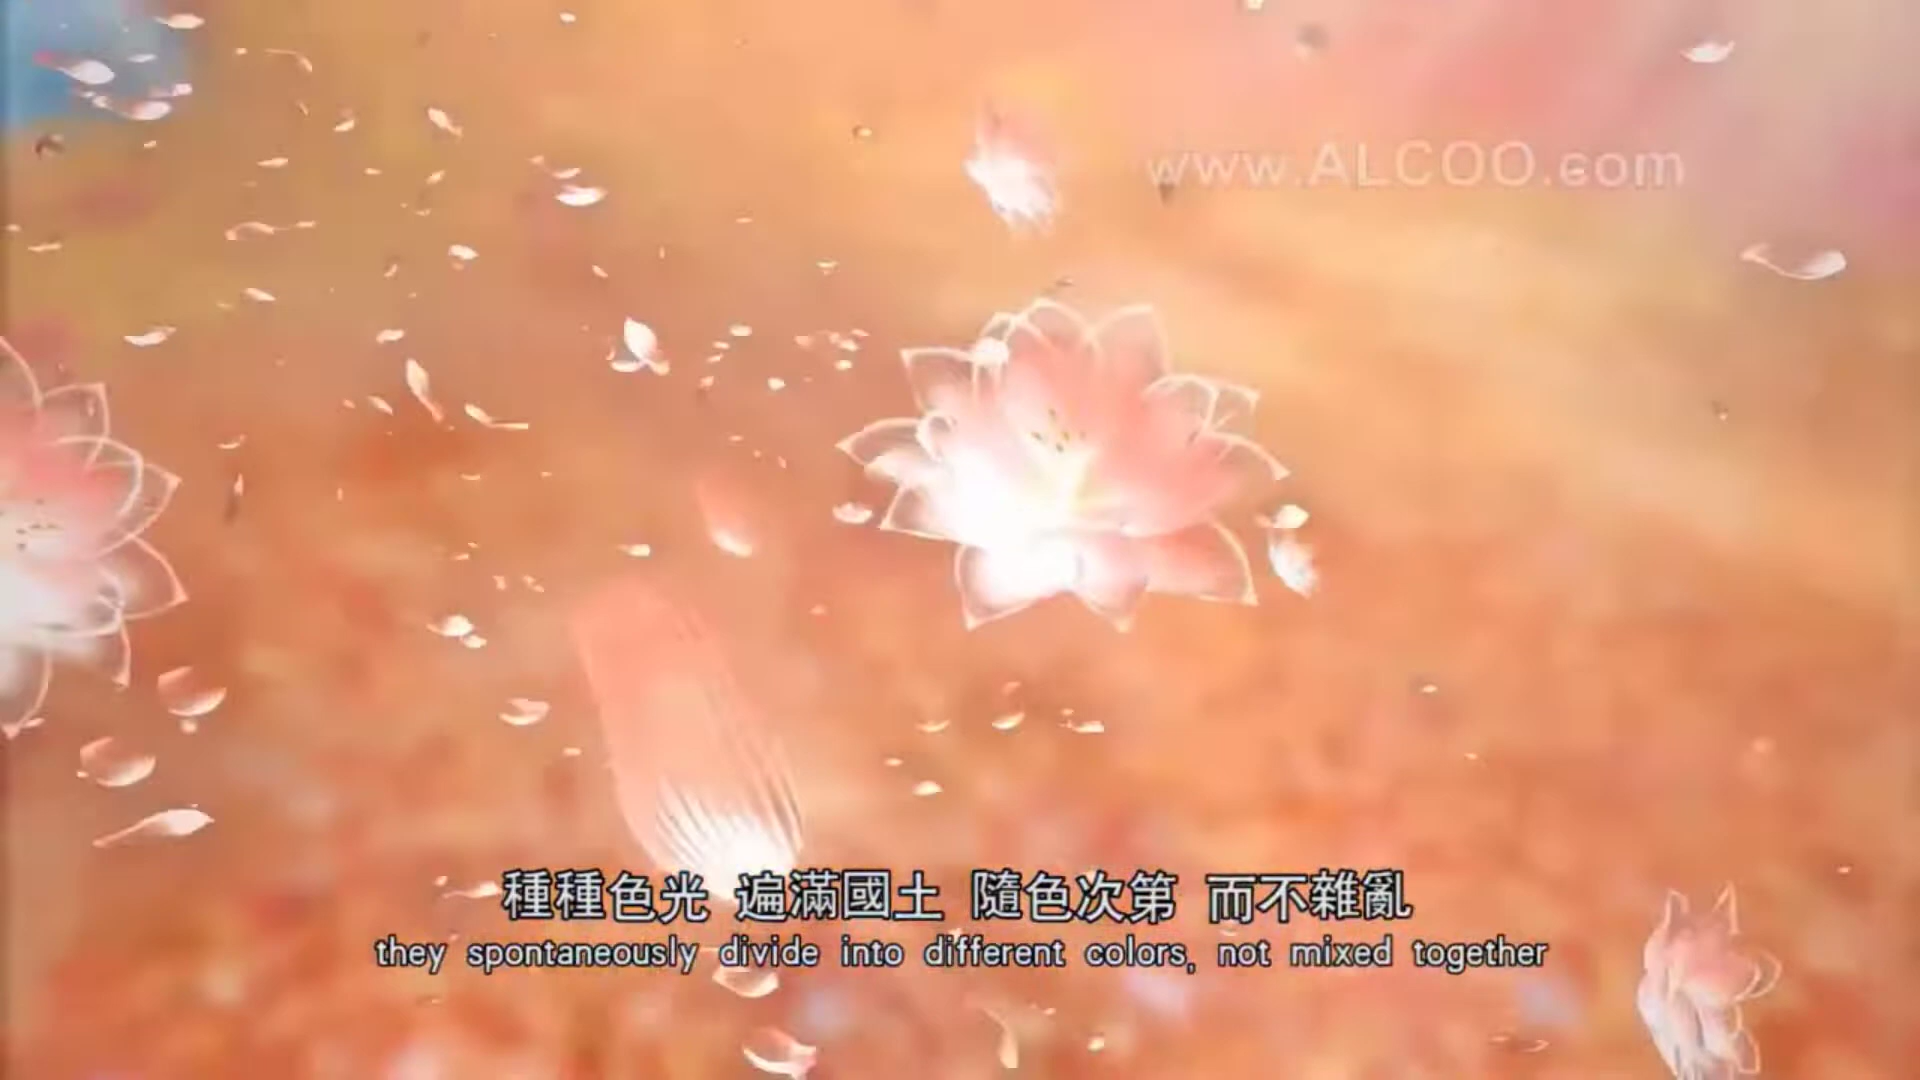 www.ALCOO.com
種種色光 遍滿國土 隨色次第 而不雜亂
they spontaneously divide into different colors, not mixed together